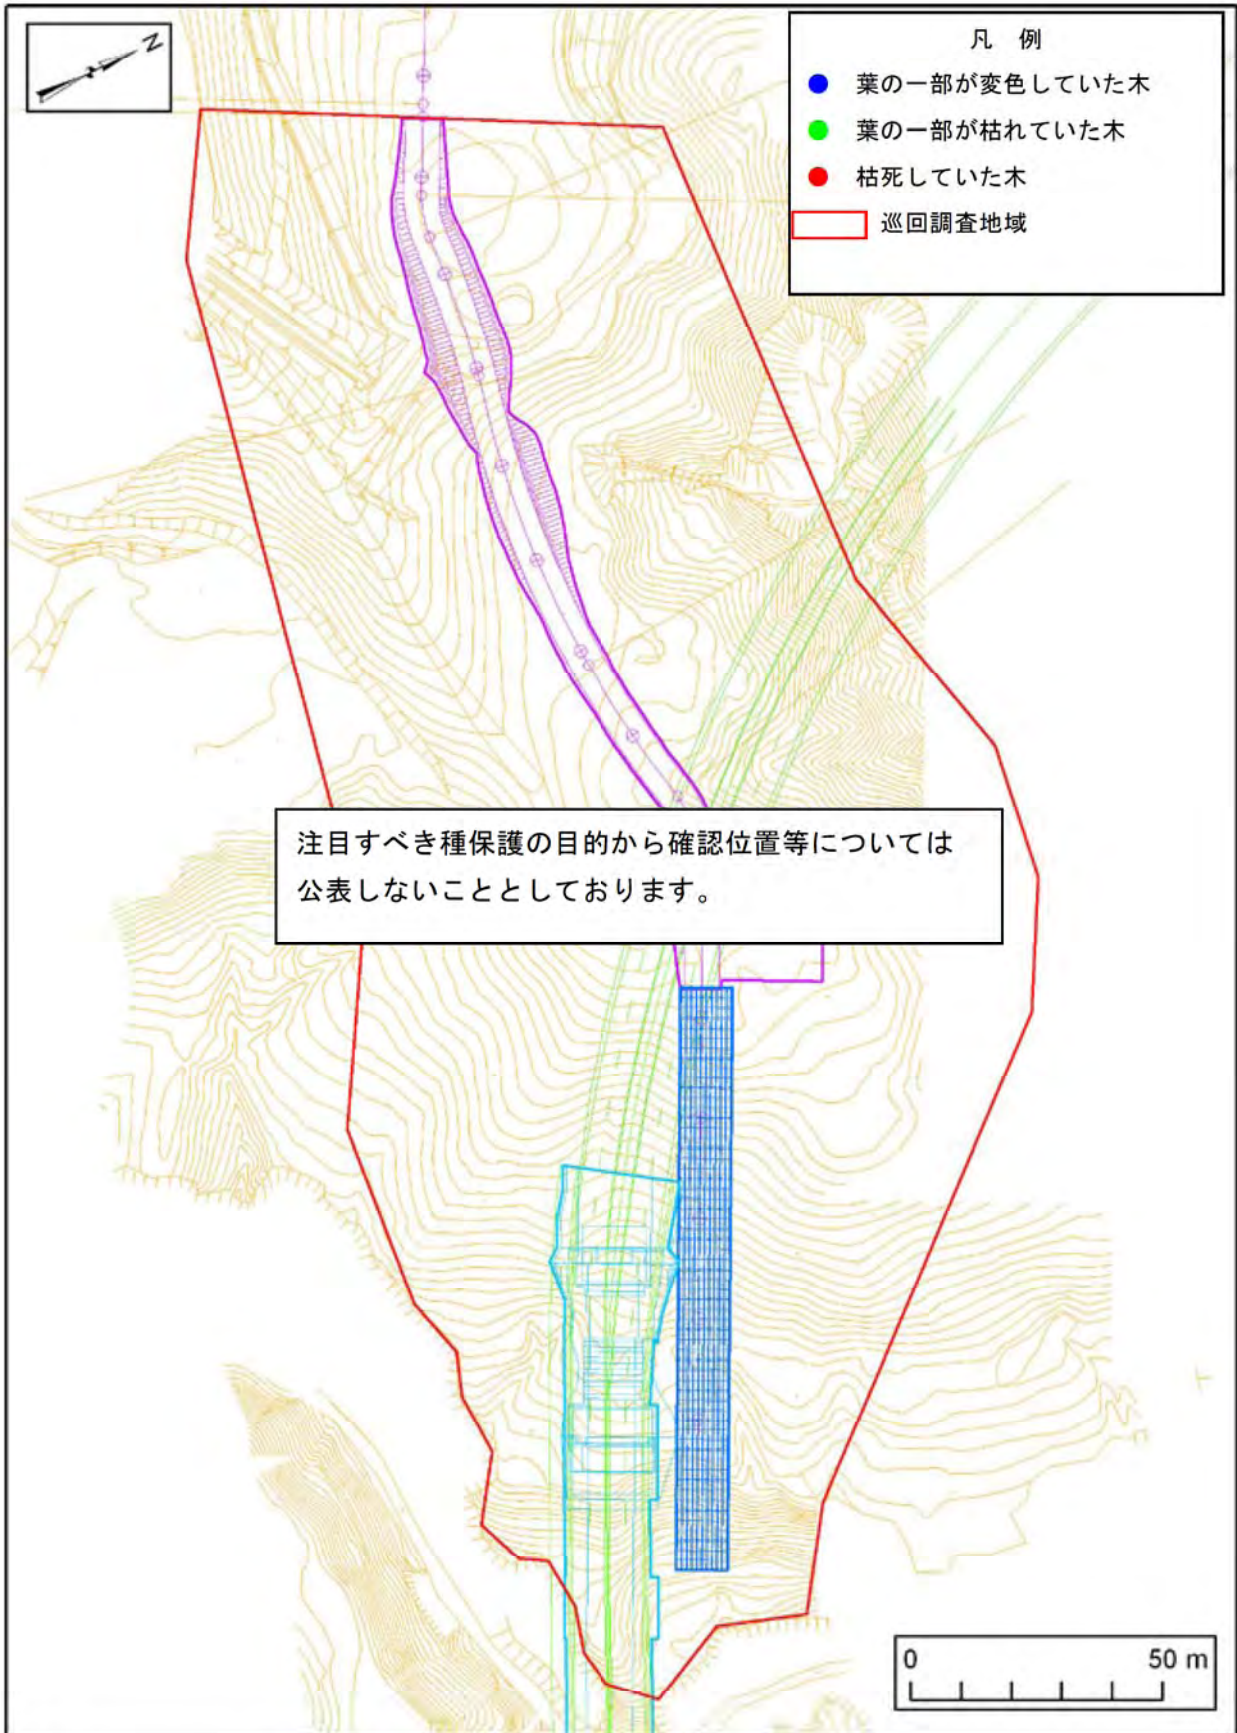 N
凡 例
葉の一部が変色していた木
葉の一部が枯れていた木
枯死していた木
巡回調査地域
注目すべき種保護の目的から確認位置等については
公表しないこととしております。
0 50 m